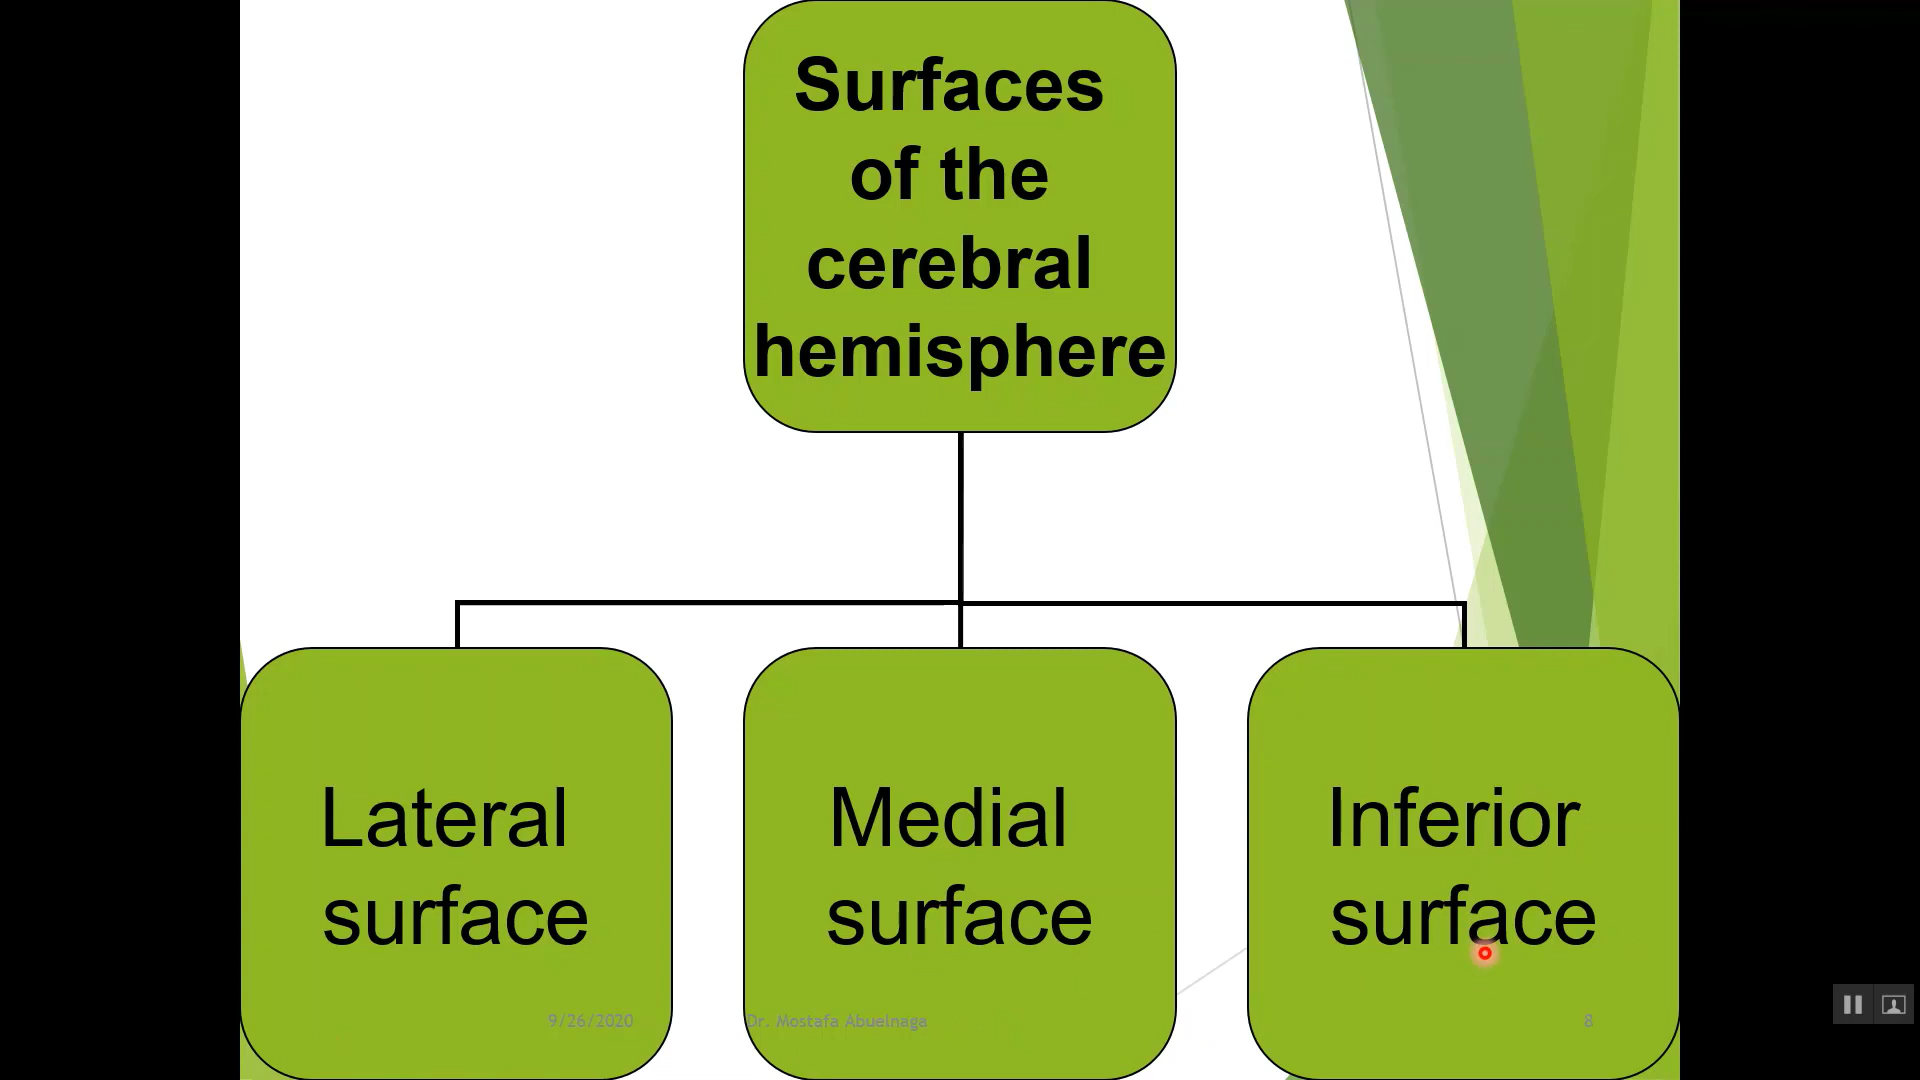 Surfaces
of the
cerebral
hemisphere
Lateral
surface
Medial
surface
Inferior
surface
9/26/2020
Dr. Mostafa Abuelnaga
8